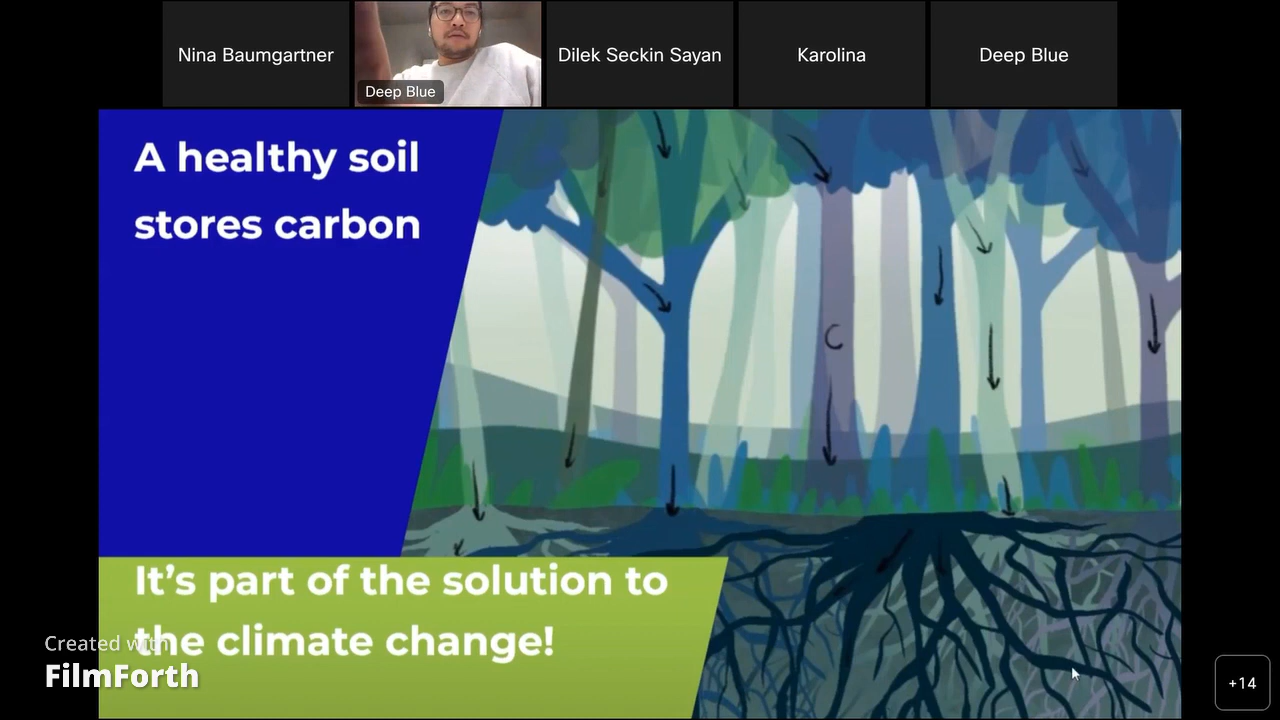 Nina Baumgartner
Deep Blue
Dilek Seckin Sayan
Karolina
Deep Blue
A healthy soil
stores carbon
C
It’s part of the solution to
the climate change!
Created with
FilmForth
+14